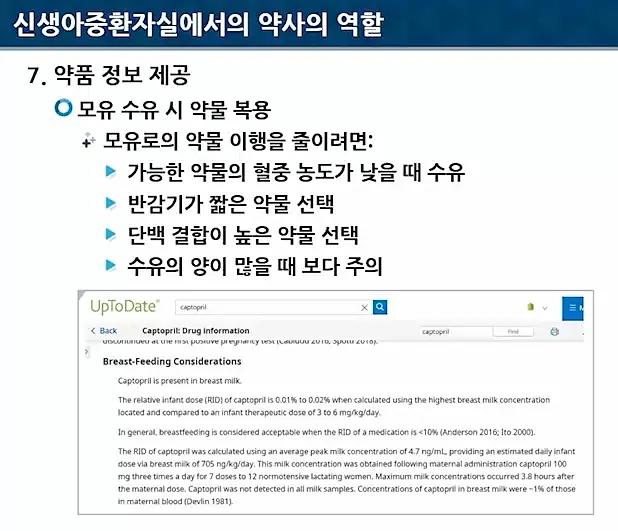 신생아중환자실에서의 약사의 역할
7. 약품 정보 제공
모유 수유 시 약물 복용
모유로의 약물 이행을 줄이려면:
가능한 약물의 혈중 농도가 낮을 때 수유
반감기가 짧은 약물 선택
단백 결합이 높은 약물 선택
수유의 양이 많을 때 보다 주의
UpToDate® captopril
Back Captopril: Drug information captopril Find
discontinued at the first positive pregnancy test (Cabiddu 2016; Spotti 2018).
Breast-Feeding Considerations
Captopril is present in breast milk.
The relative infant dose (RID) of captopril is 0.01% to 0.02% when calculated using the highest breast milk concentration
located and compared to an infant therapeutic dose of 3 to 6 mg/kg/day.
In general, breastfeeding is considered acceptable when the RID of a medication is <10% (Anderson 2016; Ito 2000).
The RID of captopril was calculated using an average peak milk concentration of 4.7 ng/mL, providing an estimated daily infant
dose via breast milk of 705 ng/kg/day. This milk concentration was obtained following maternal administration captopril 100
mg three times a day for 7 doses to 12 normotensive lactating women. Maximum milk concentrations occurred 3.8 hours after
the maternal dose. Captopril was not detected in all milk samples. Concentrations of captopril in breast milk were ~1% of those
in maternal blood (Devlin 1981).